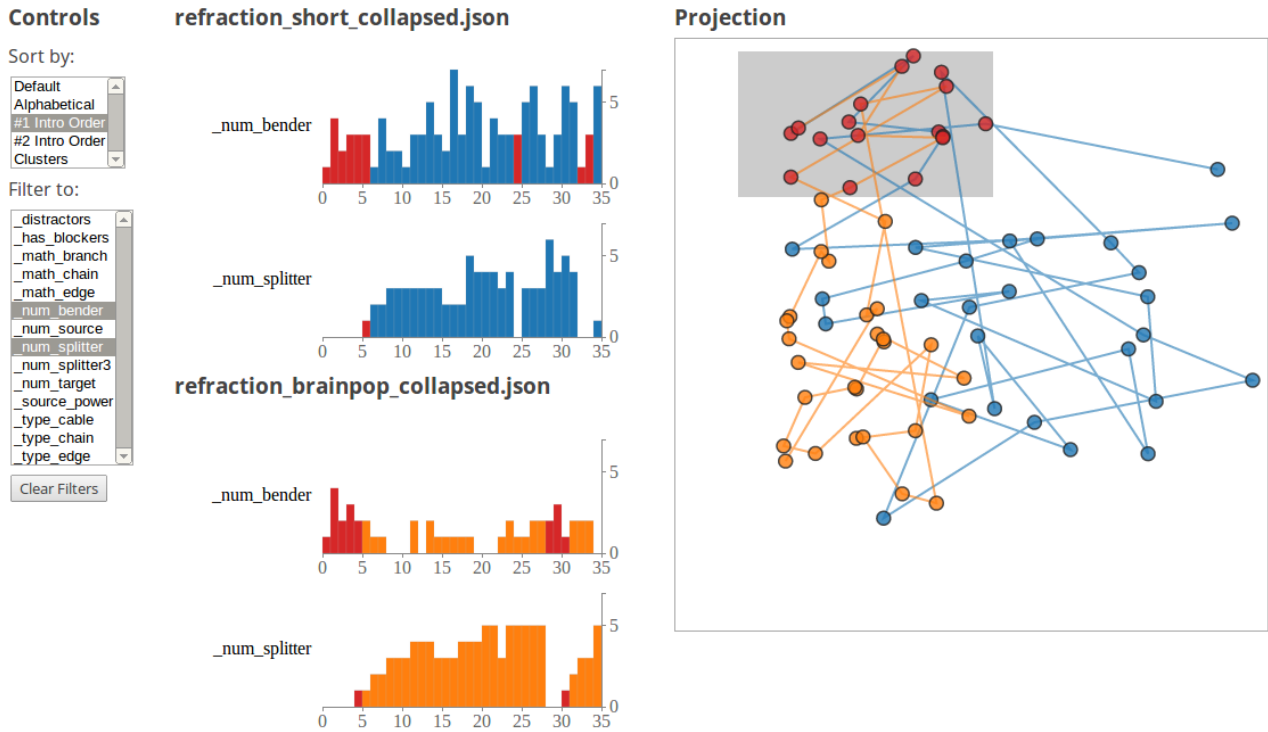 Controls
Sort by:
Default
Alphabetical
#1 Intro Order
#2 Intro Order
Clusters
Filter to:
_distractors
_has_blockers
_math_branch
_math_chain
_math_edge
_num_bender
_num_source
_num_splitter
_num_splitter3
_num_target
_source_power
_type_cable
_type_chain
_type_edge
Clear Filters
refraction_short_collapsed.json
_num_bender
5
0
0 5 10 15 20 25 30 35
_num_splitter
5
0
0 5 10 15 20 25 30 35
refraction_brainpop_collapsed.json
_num_bender
5
0
0 5 10 15 20 25 30 35
_num_splitter
5
0
0 5 10 15 20 25 30 35
Projection